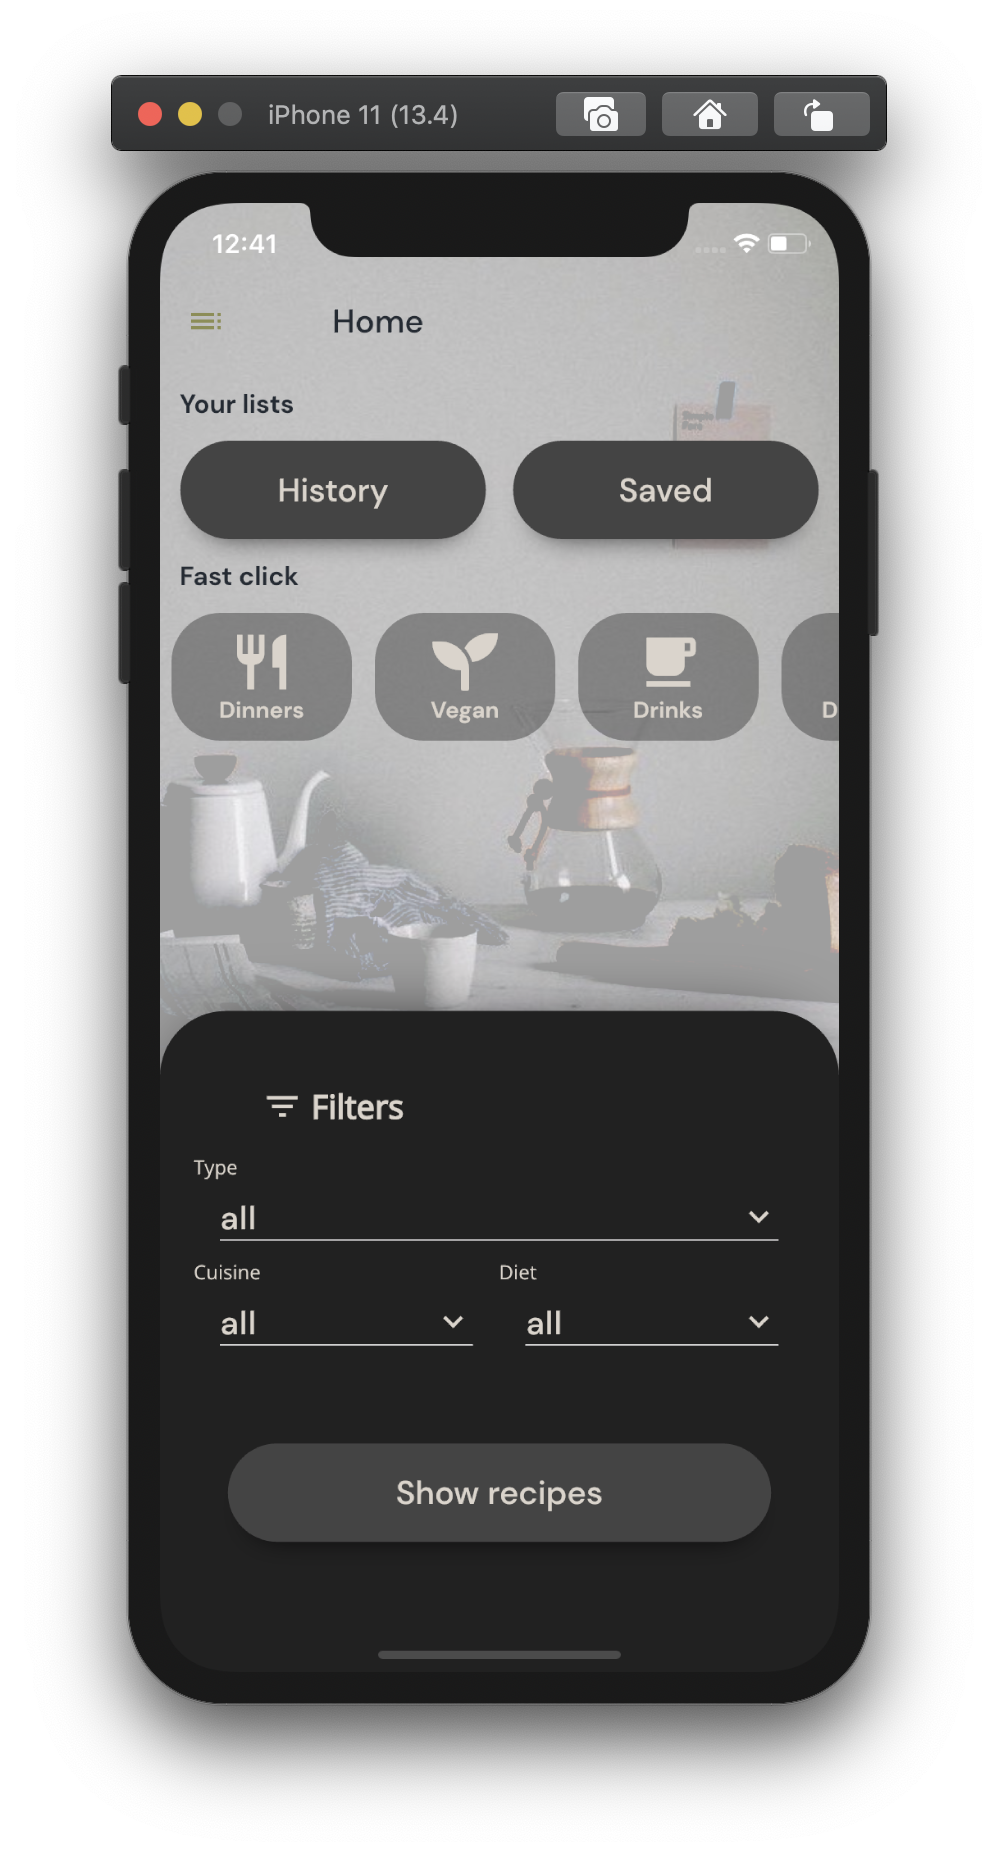 iPhone 11 (13.4)
12:41
Home
Your lists
History Saved
Fast click
Dinners Vegan Drinks D
Filters
Type
all
Cuisine Diet
all all
Show recipes